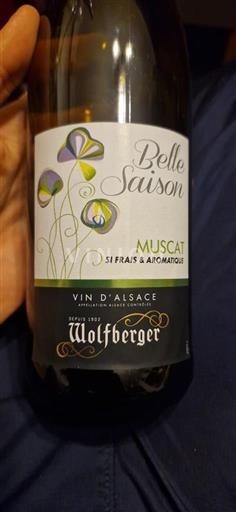 Belle
Saison
MUSCAT
SI FRAIS & AROMATIQUE
VIN D'ALSACE
APPELLATION ALSACE CONTRÔLÉE
DEPUIS 1902
Wolfberger